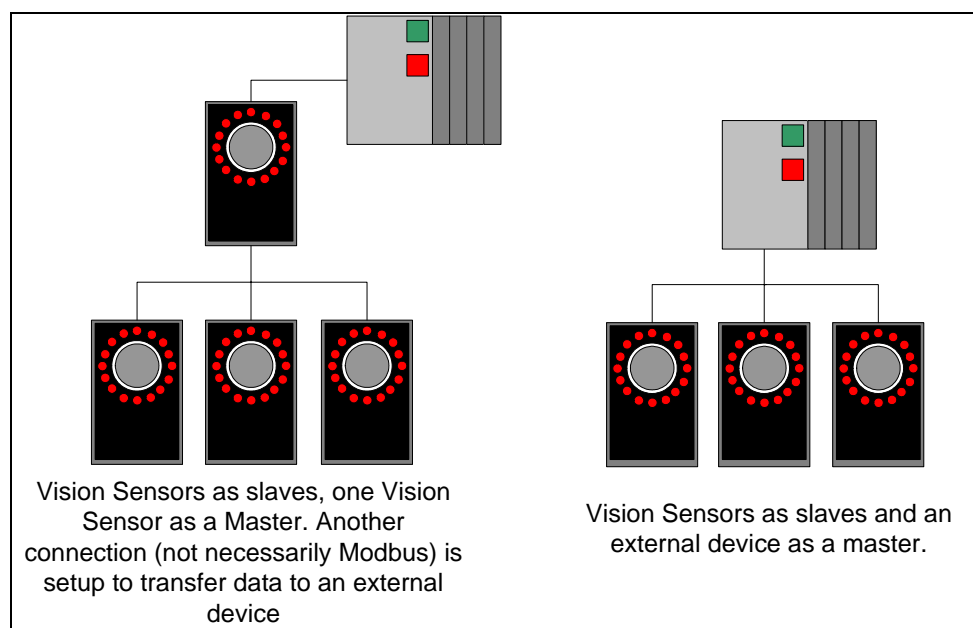 Vision Sensors as slaves, one Vision
Sensor as a Master. Another
connection (not necessarily Modbus) is
setup to transfer data to an external
device
Vision Sensors as slaves and an
external device as a master.